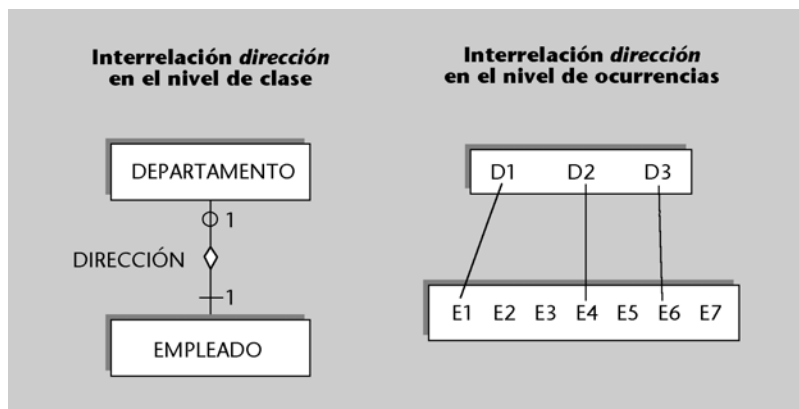 Interrelación dirección
en el nivel de clase
DEPARTAMENTO
1
DIRECCIÓN
1
EMPLEADO
Interrelación dirección
en el nivel de ocurrencias
D1 D2 D3
E1 E2 E3 E4 E5 E6 E7